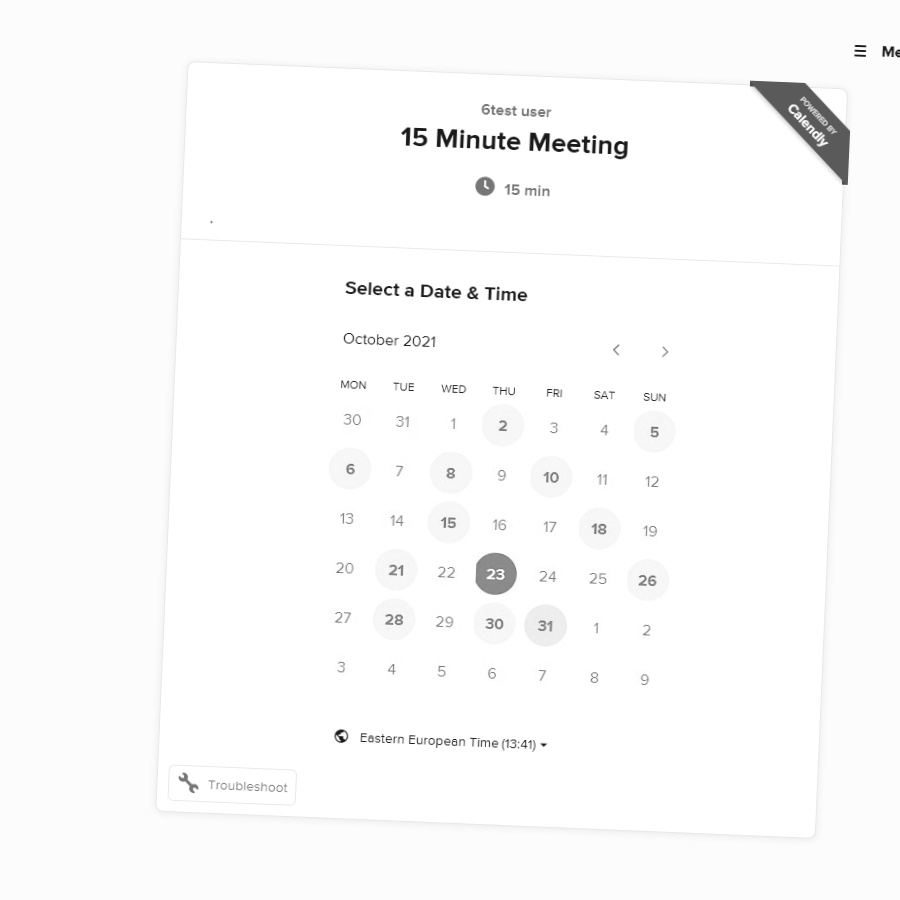 ☰ Me
6test user
15 Minute Meeting
15 min
POWERED BY
Calendly
.
Select a Date & Time
October 2021
MON TUE WED THU FRI SAT SUN
30 31 1 2 3 4 5
6 7 8 9 10 11 12
13 14 15 16 17 18 19
20 21 22 23 24 25 26
27 28 29 30 31 1 2
3 4 5 6 7 8 9
Eastern European Time (13:41)
Troubleshoot